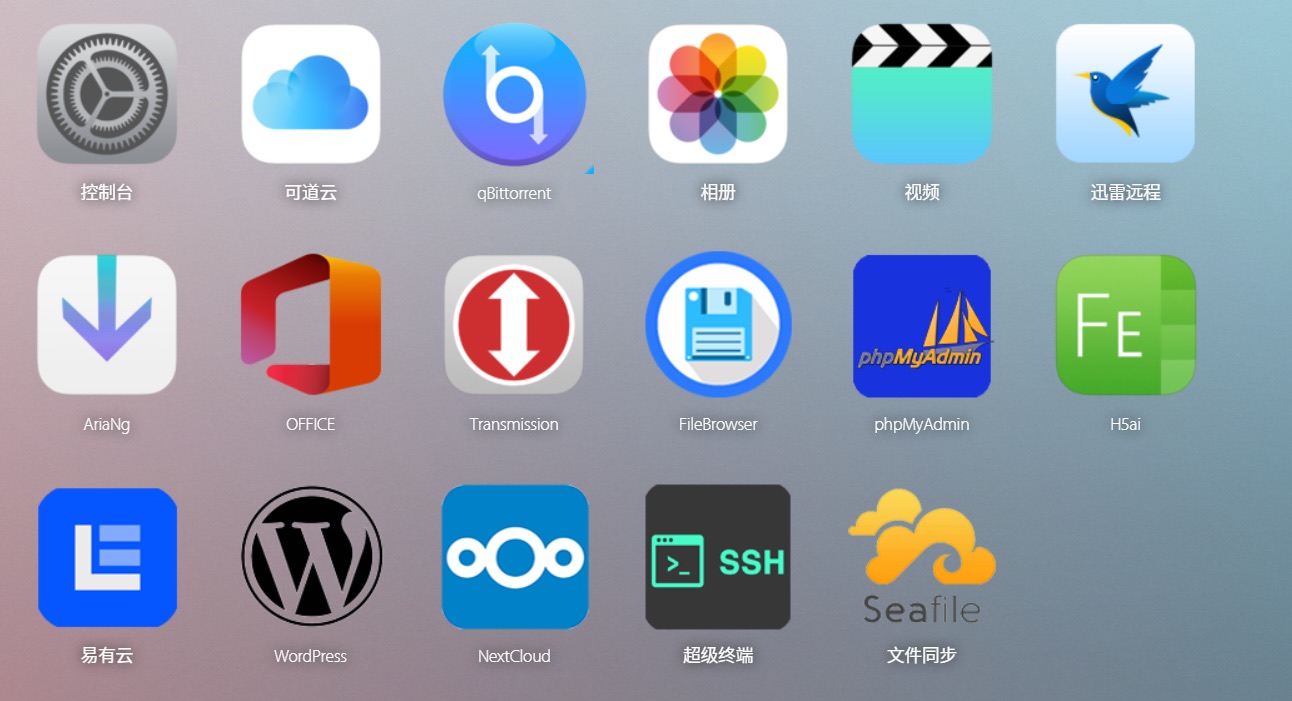 控制台
可道云
qBittorrent
相册
视频
迅雷远程
phpMyAdmin
FE
AriaNg
OFFICE
Transmission
FileBrowser
phpMyAdmin
H5ai
SSH
Seafile
易有云
WordPress
NextCloud
超级终端
文件同步